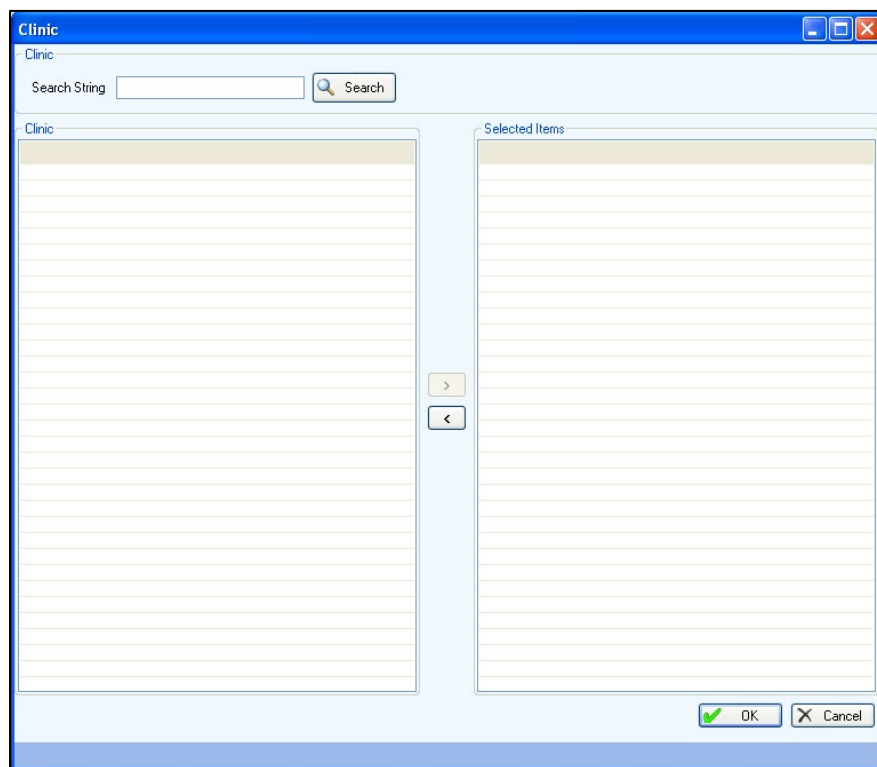 Clinic
Clinic
Search String Search
Clinic Selected Items
>
<
OK Cancel